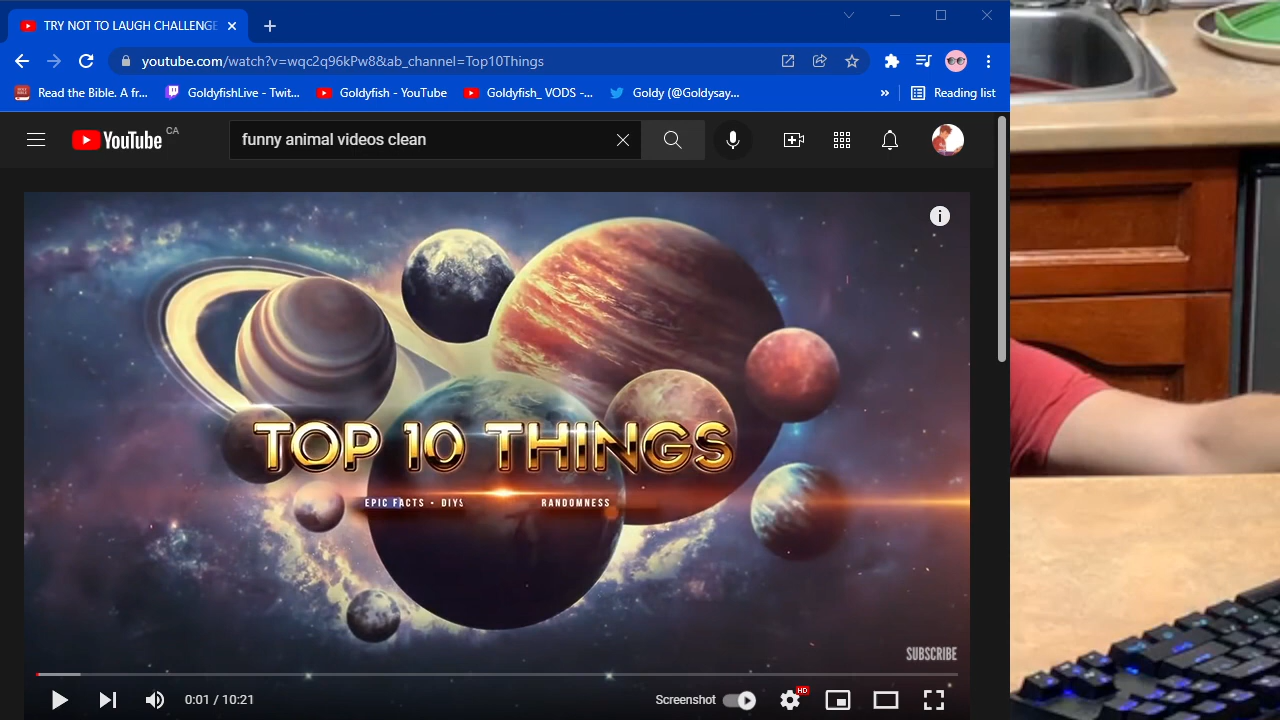 TRY NOT TO LAUGH CHALLENGE
youtube.com/watch?v=wqc2q96kPw8&ab_channel=Top10Things
Read the Bible. A fr...
GoldyfishLive - Twit...
Goldyfish - YouTube
Goldyfish_ VODS -...
Goldy (@Goldysay...
»
Reading list
YouTube CA
funny animal videos clean
TOP 10 THINGS
EPIC FACTS - DIYS RANDOMNESS
SUBSCRIBE
0:01 / 10:21
Screenshot
HD